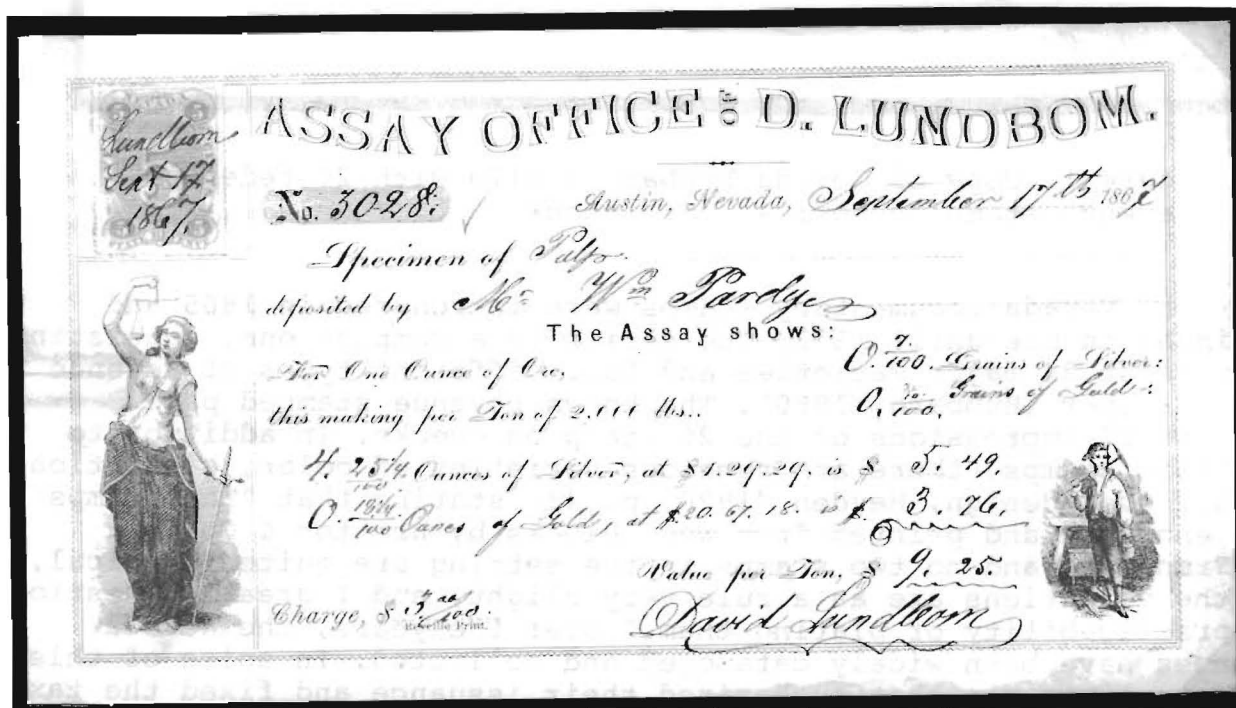 ASSAY OFFICE OF D. LUNDBOM.
Lundbom
Sept 17
1867.
No. 3028.
Austin, Nevada, September 17th 1867
Specimen of
deposited by Mr Wm Pardy
The Assay shows:
For One Ounce of Ore, 0. 7/100. Grains of Silver:
this making per Ton of 2,000 lbs.. 0. /100, Grains of Gold:
4. 25 1/4/100 Ounces of Silver, at $1.29.29. is $ 5. 49.
0. 18 1/4/100 Ounces of Gold, at $20.67.18. is $. 3. 76.
Value per Ton, $ 9. 25.
Charge, $ 3
Reveille Print.
David Lundbom